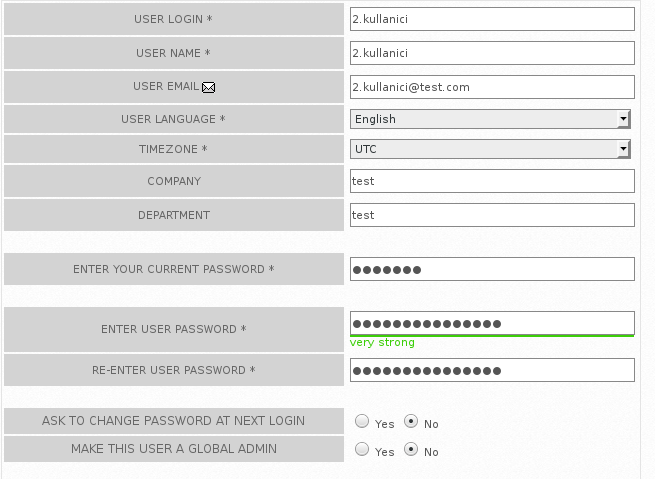 USER LOGIN * 2.kullanici
USER NAME * 2.kullanici
USER EMAIL 2.kullanici@test.com
USER LANGUAGE * English
TIMEZONE * UTC
COMPANY test
DEPARTMENT test
ENTER YOUR CURRENT PASSWORD * ●●●●●●●
ENTER USER PASSWORD * ●●●●●●●●●●●●●●●
very strong
RE-ENTER USER PASSWORD * ●●●●●●●●●●●●●●●
ASK TO CHANGE PASSWORD AT NEXT LOGIN Yes No
MAKE THIS USER A GLOBAL ADMIN Yes No